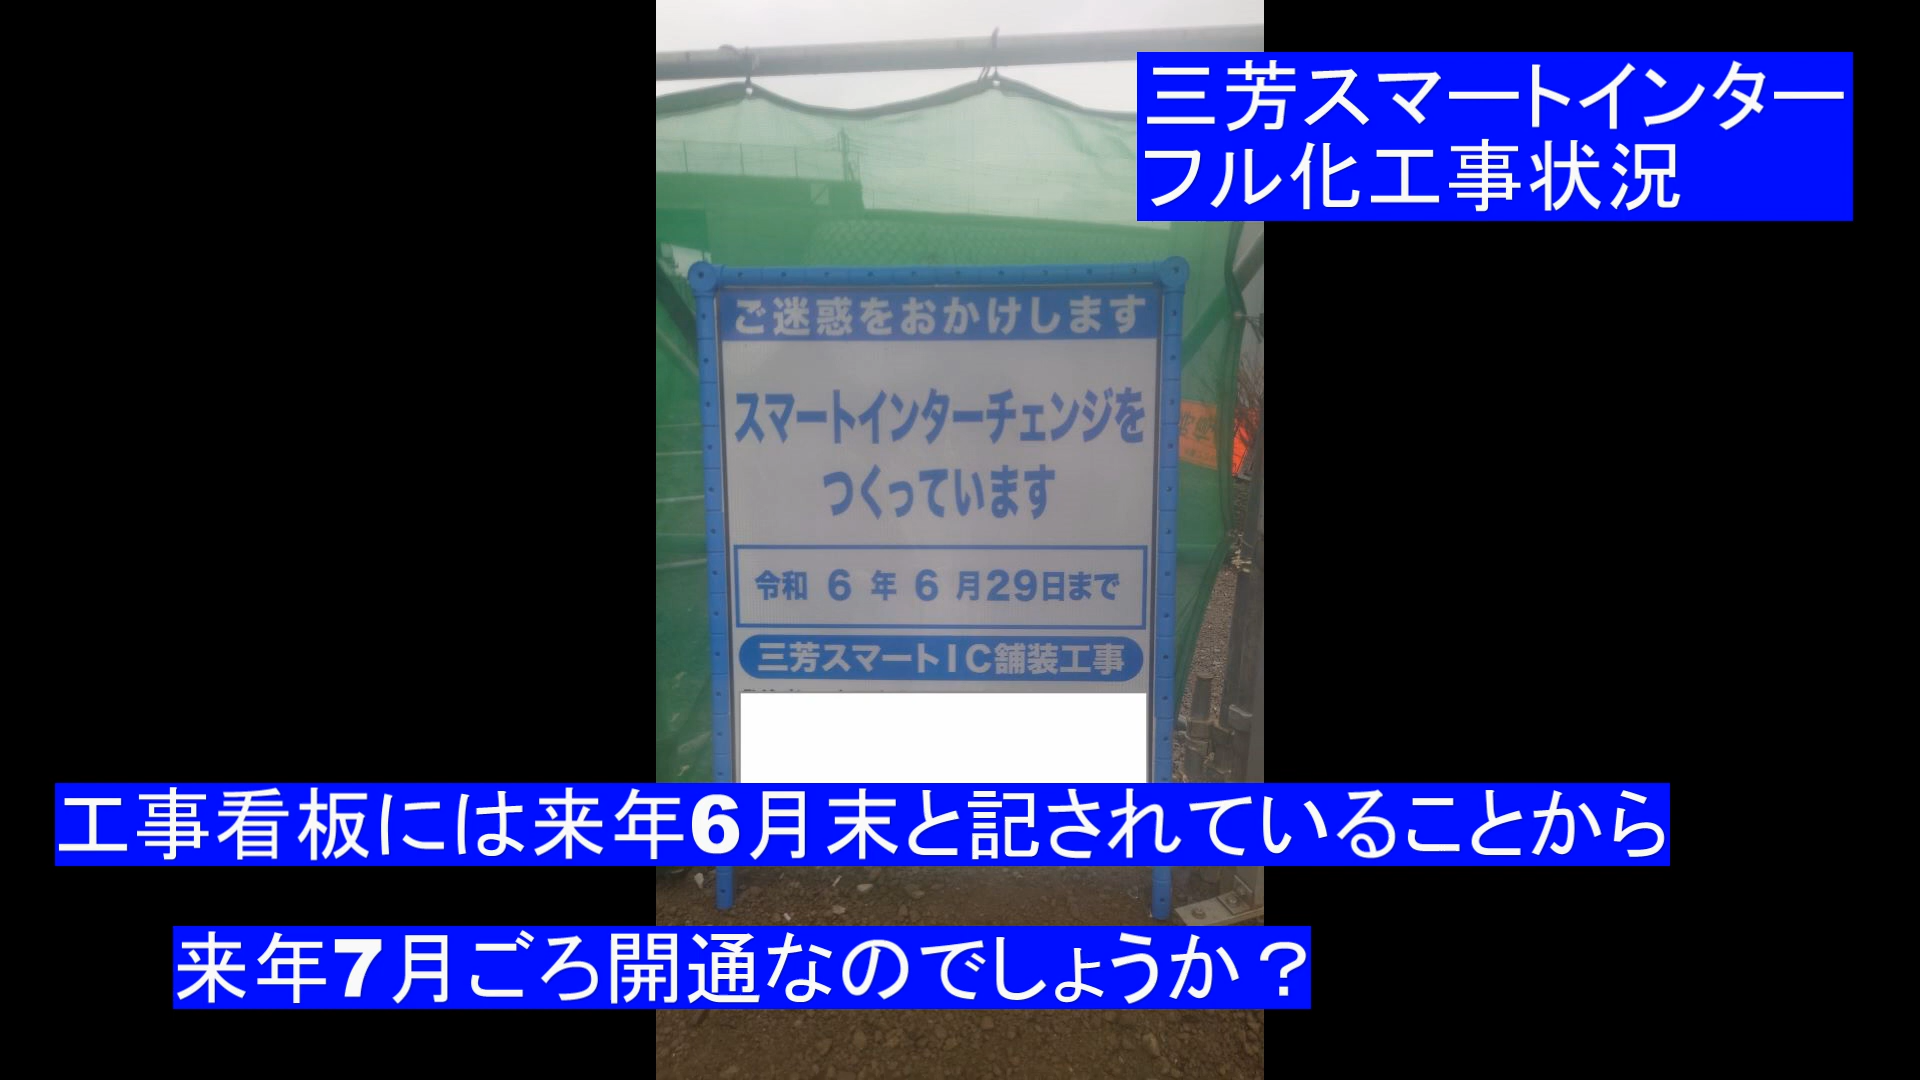 三芳スマートインター
フル化工事状況
ご迷惑をおかけします
スマートインターチェンジを
つくっています
令和 6 年 6 月29日まで
三芳スマートIC舗装工事
工事看板には来年6月末と記されていることから
来年7月ごろ開通なのでしょうか？